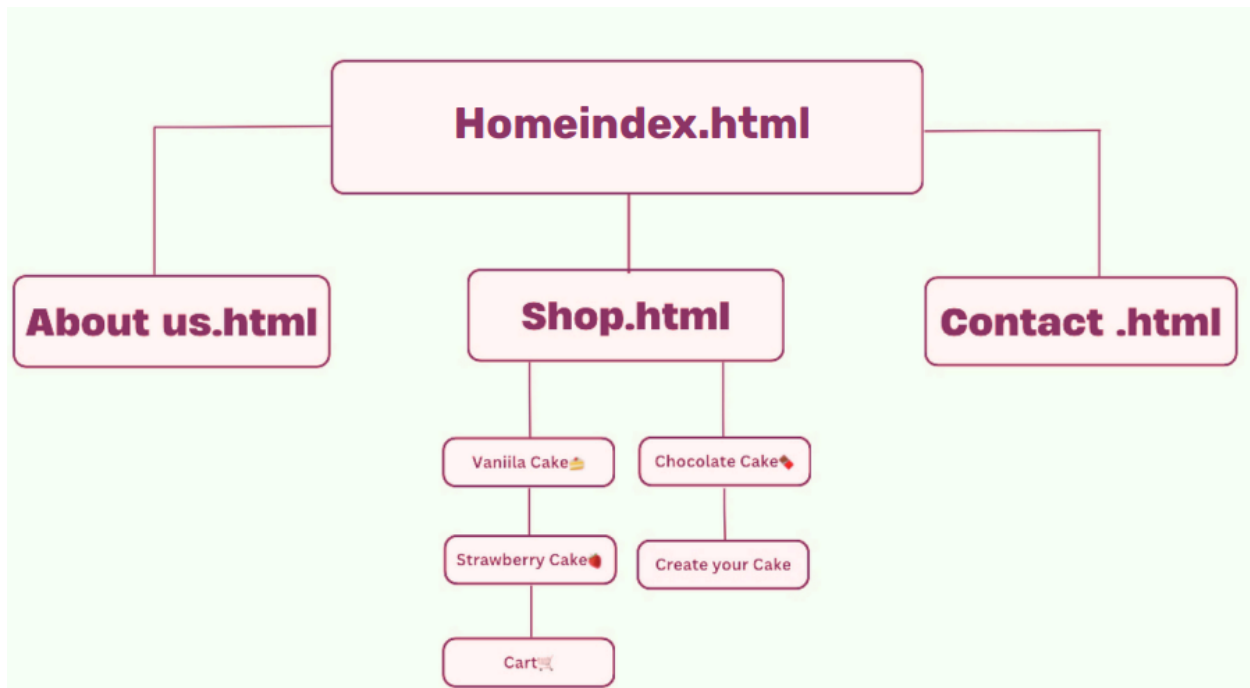 Homeindex.html
About us.html
Shop.html
Contact .html
Vaniila Cake🍰
Chocolate Cake🍫
Strawberry Cake🍓
Create your Cake
Cart🛒